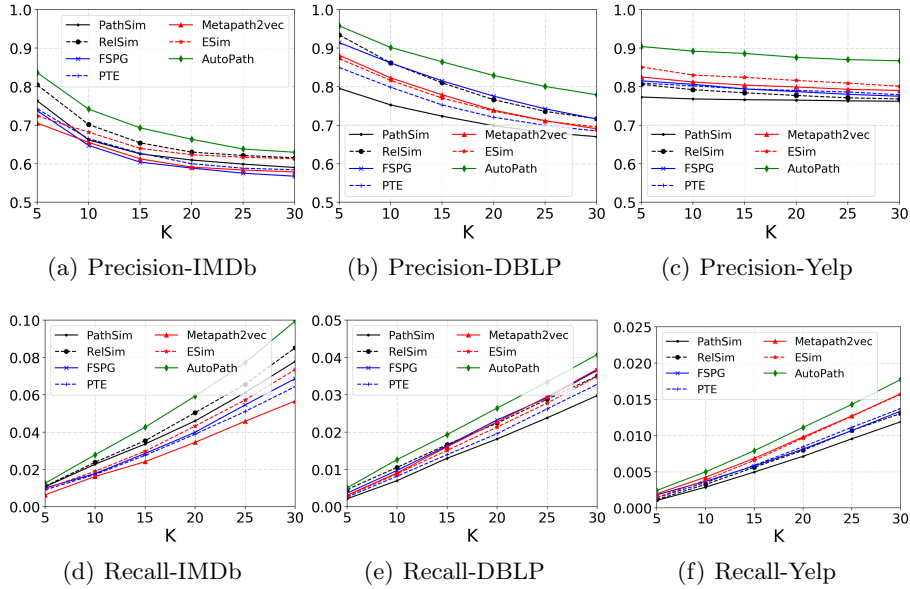 1.0
0.9
0.8
0.7
0.6
0.5
5 10 15 20 25 30
K
PathSim Metapath2vec
RelSim ESim
FSPG AutoPath
PTE
(a) Precision-IMDb
1.0
0.9
0.8
0.7
0.6
0.5
5 10 15 20 25 30
K
PathSim Metapath2vec
RelSim ESim
FSPG AutoPath
PTE
(b) Precision-DBLP
1.0
0.9
0.8
0.7
0.6
0.5
5 10 15 20 25 30
K
PathSim Metapath2vec
RelSim ESim
FSPG AutoPath
PTE
(c) Precision-Yelp
0.10
0.08
0.06
0.04
0.02
0.00
5 10 15 20 25 30
K
PathSim Metapath2vec
RelSim ESim
FSPG AutoPath
PTE
(d) Recall-IMDb
0.05
0.04
0.03
0.02
0.01
0.00
5 10 15 20 25 30
K
PathSim Metapath2vec
RelSim ESim
FSPG AutoPath
PTE
(e) Recall-DBLP
0.025
0.020
0.015
0.010
0.005
0.000
5 10 15 20 25 30
K
PathSim Metapath2vec
RelSim ESim
FSPG AutoPath
PTE
(f) Recall-Yelp